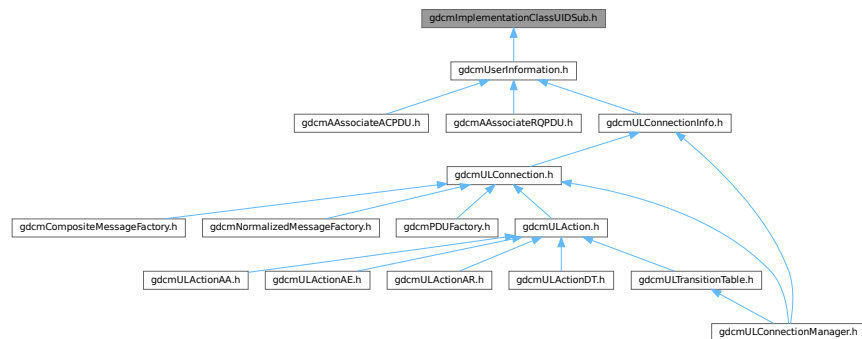 gdcmImplementationClassUIDSub.h
gdcmUserInformation.h
gdcmAAssociateACPDU.h
gdcmAAssociateRQPDU.h
gdcmULConnectionInfo.h
gdcmULConnection.h
gdcmCompositeMessageFactory.h
gdcmNormalizedMessageFactory.h
gdcmPDUFactory.h
gdcmULAction.h
gdcmULActionAA.h
gdcmULActionAE.h
gdcmULActionAR.h
gdcmULActionDT.h
gdcmULTransitionTable.h
gdcmULConnectionManager.h